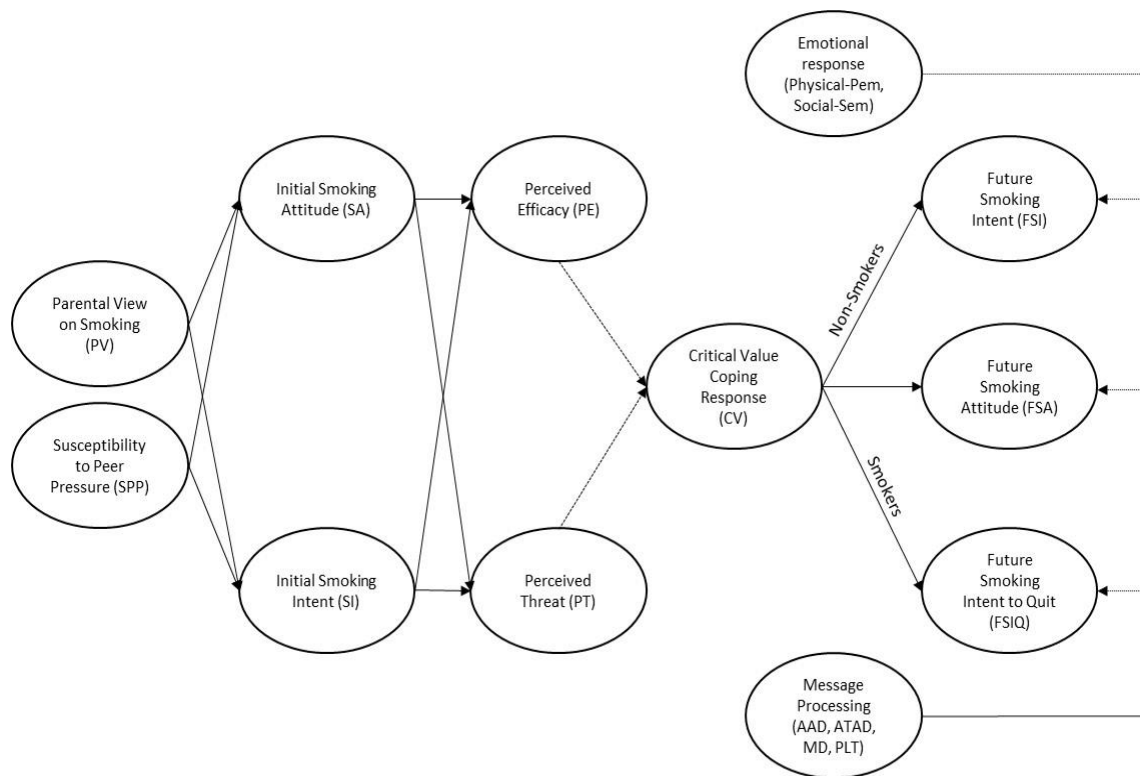 Emotional
response
(Physical-Pem,
Social-Sem)
Initial Smoking
Attitude (SA)
Perceived
Efficacy (PE)
Future
Smoking
Intent (FSI)
Non-Smokers
Parental View
on Smoking
(PV)
Critical Value
Coping
Response
(CV)
Future
Smoking
Attitude (FSA)
Susceptibility
to Peer
Pressure (SPP)
Smokers
Initial Smoking
Intent (SI)
Perceived
Threat (PT)
Future
Smoking
Intent to Quit
(FSIQ)
Message
Processing
(AAD, ATAD,
MD, PLT)